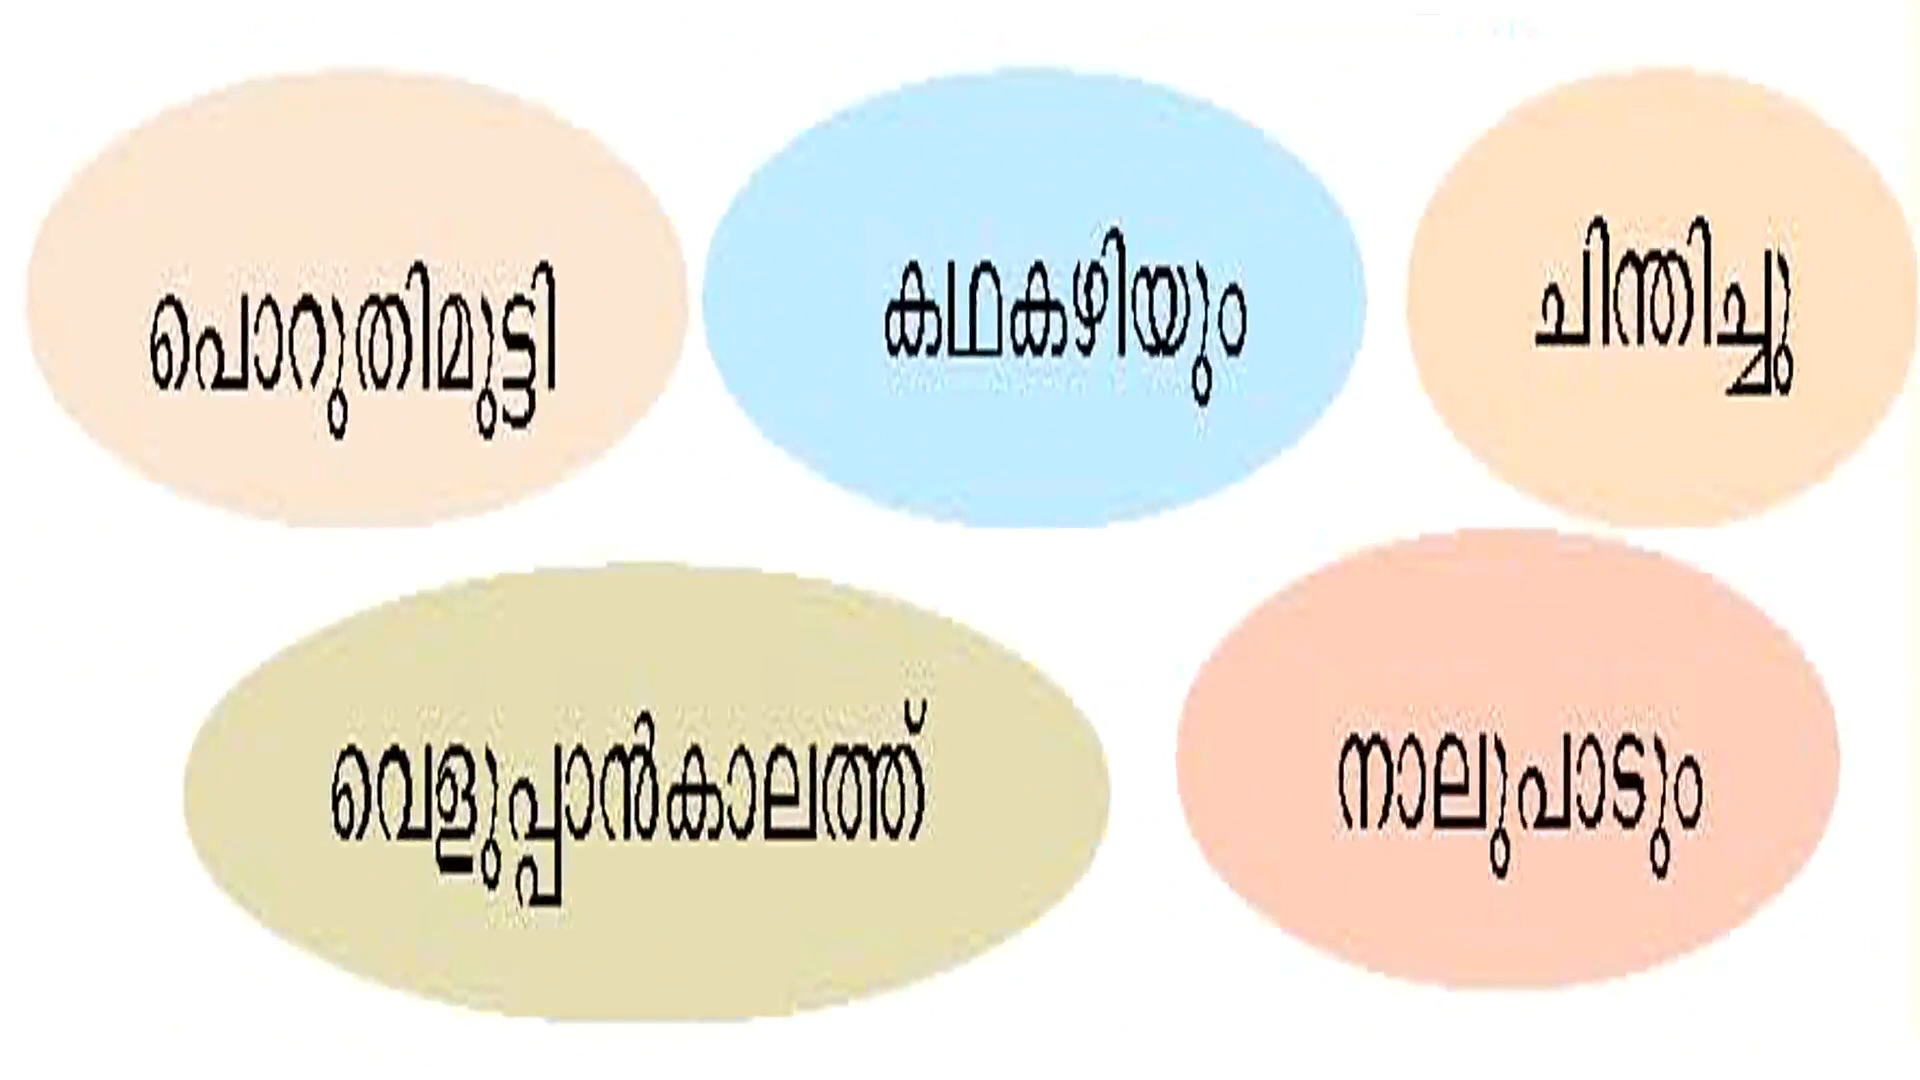 പൊറുതിമുട്ടി
കഥകഴിയും
ചിന്തിച്ചു
വെളുപ്പാൻകാലത്ത്
നാലുപാടും